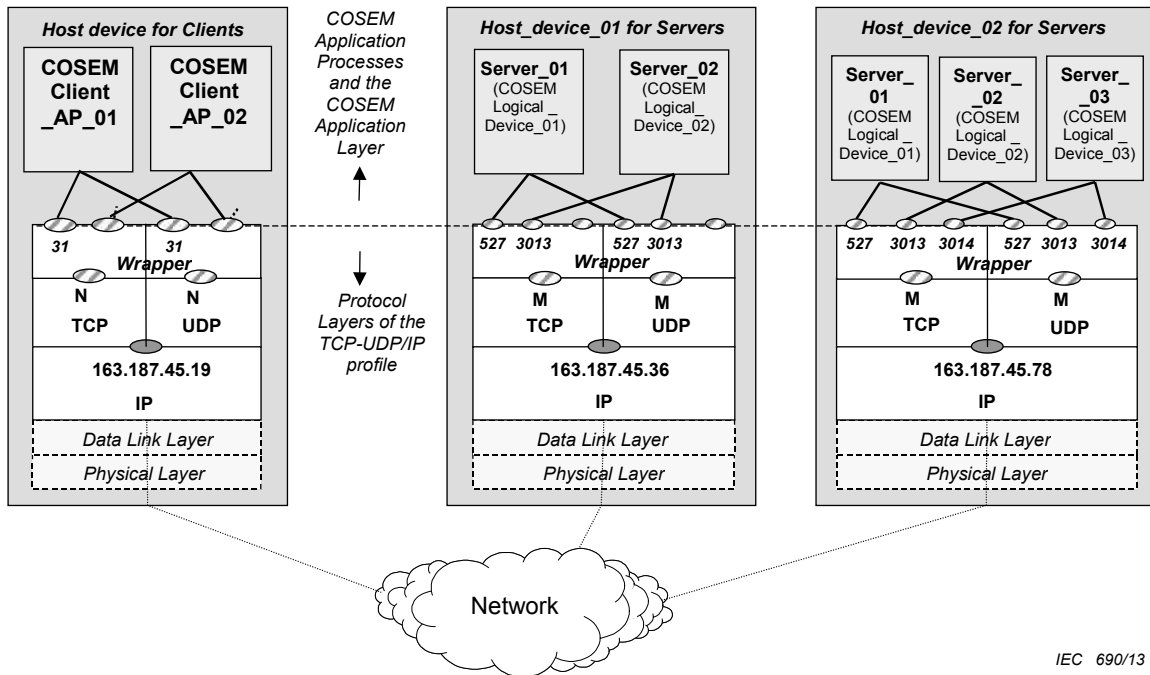 Host device for Clients
COSEM
Client
_AP_01
COSEM
Client
_AP_02
31
31
Wrapper
N
N
TCP
UDP
163.187.45.19
IP
Data Link Layer
Physical Layer
COSEM
Application
Processes
and the
COSEM
Application
Layer
Protocol
Layers of the
TCP-UDP/IP
profile
Host_device_01 for Servers
Server_01
(COSEM
Logical_
Device_01)
Server_02
(COSEM
Logical_
Device_02)
527
3013
527
3013
Wrapper
M
M
TCP
UDP
163.187.45.36
IP
Data Link Layer
Physical Layer
Host_device_02 for Servers
Server_
_01
(COSEM
Logical_
Device_01)
Server_
_02
(COSEM
Logical_
Device_02)
Server_
_03
(COSEM
Logical_
Device_03)
527
3013
3014
527
3013
3014
Wrapper
M
M
TCP
UDP
163.187.45.78
IP
Data Link Layer
Physical Layer
Network
IEC 690/13